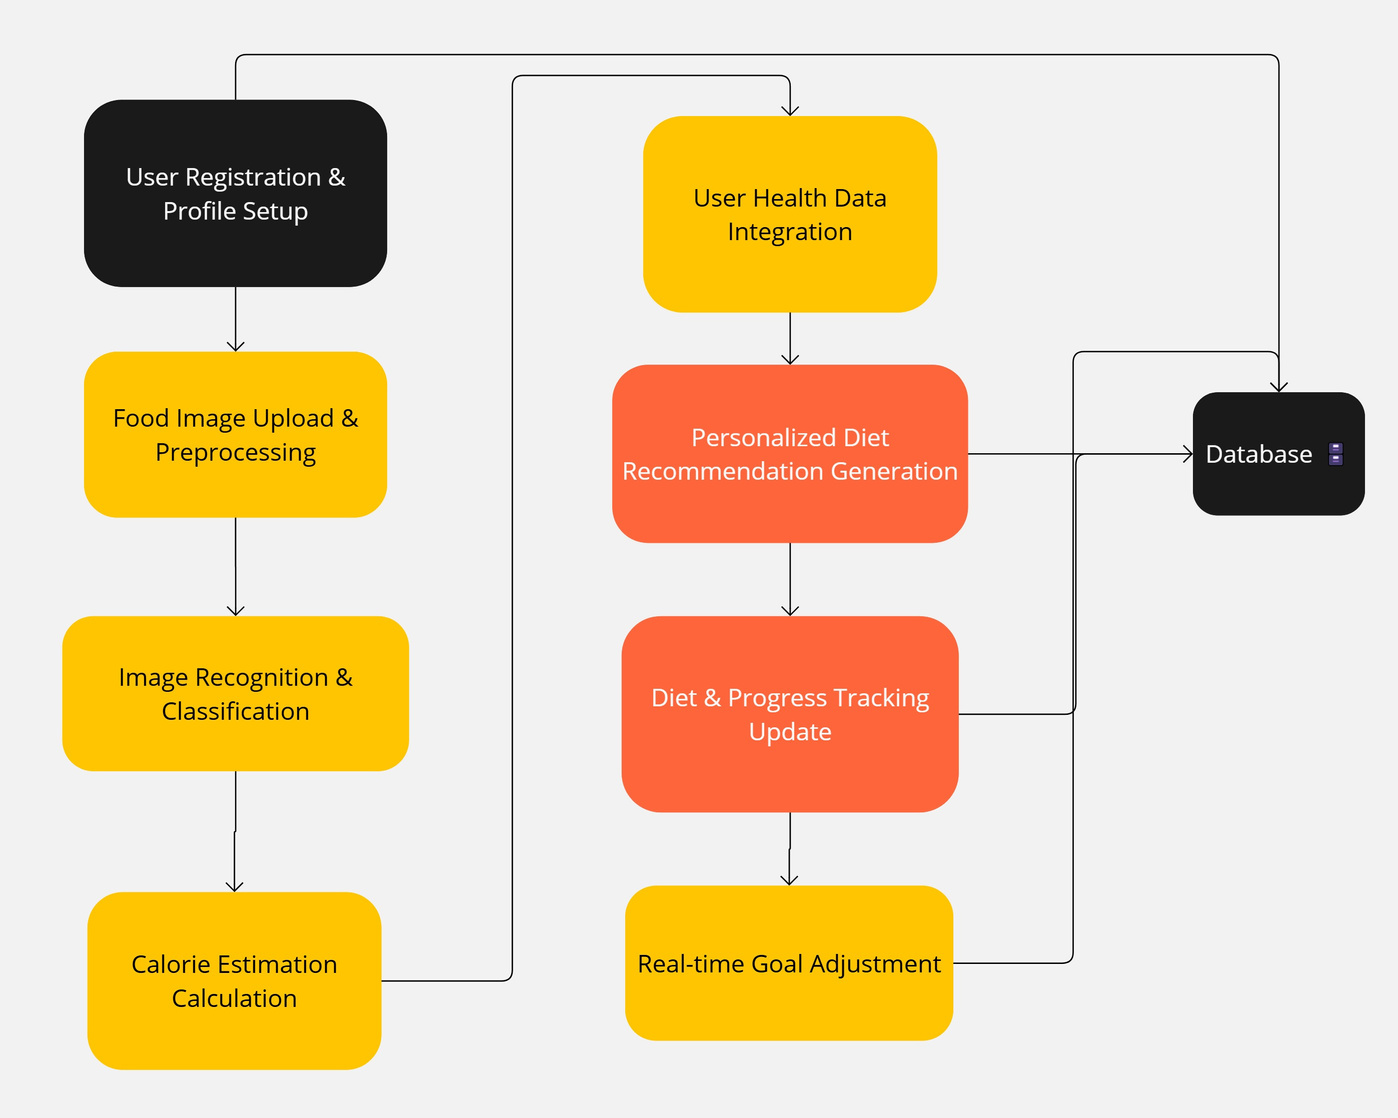 User Registration &
Profile Setup
Food Image Upload &
Preprocessing
Image Recognition &
Classification
Calorie Estimation
Calculation
User Health Data
Integration
Personalized Diet
Recommendation Generation
Diet & Progress Tracking
Update
Real-time Goal Adjustment
Database